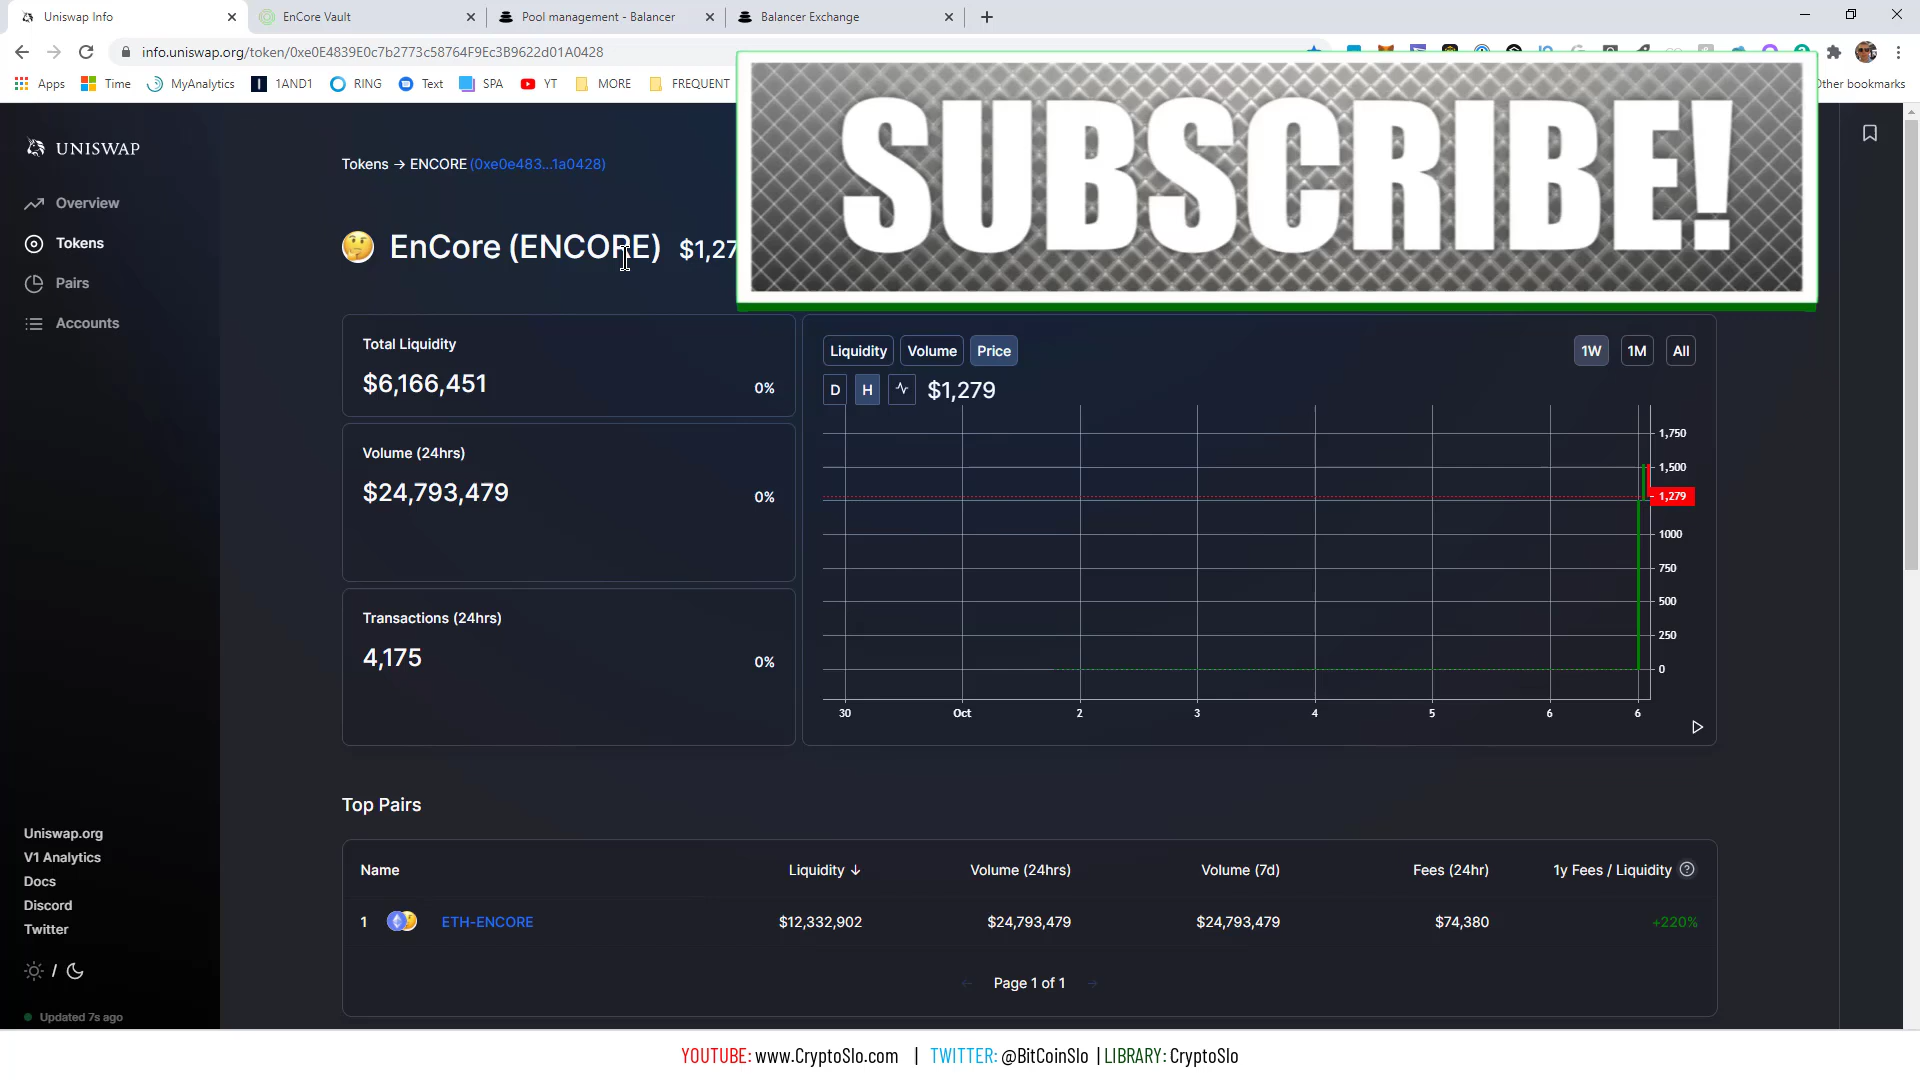 Uniswap Info
EnCore Vault
Pool management - Balancer
Balancer Exchange
info.uniswap.org/token/0xe0E4839E0c7b2773c58764F9Ec3B9622d01A0428
Apps
Time
MyAnalytics
1AND1
RING
Text
SPA
YT
MORE
FREQUENT
Other bookmarks
SUBSCRIBE!
UNISWAP
Overview
Tokens
Pairs
Accounts
Tokens → ENCORE (0xe0e483...1a0428)
EnCore (ENCORE) $1,27
Total Liquidity
$6,166,451 0%
Volume (24hrs)
$24,793,479 0%
Transactions (24hrs)
4,175 0%
Liquidity Volume Price
1W 1M All
D H $1,279
1,750
1,500
1,279
1000
750
500
250
0
30 Oct 2 3 4 5 6 6
Top Pairs
Name Liquidity ↓ Volume (24hrs) Volume (7d) Fees (24hr) 1y Fees / Liquidity ?
1 ETH-ENCORE $12,332,902 $24,793,479 $24,793,479 $74,380 +220%
← Page 1 of 1 →
Uniswap.org
V1 Analytics
Docs
Discord
Twitter
/
Updated 7s ago
YOUTUBE: www.CryptoSlo.com | TWITTER: @BitCoinSlo | LIBRARY: CryptoSlo